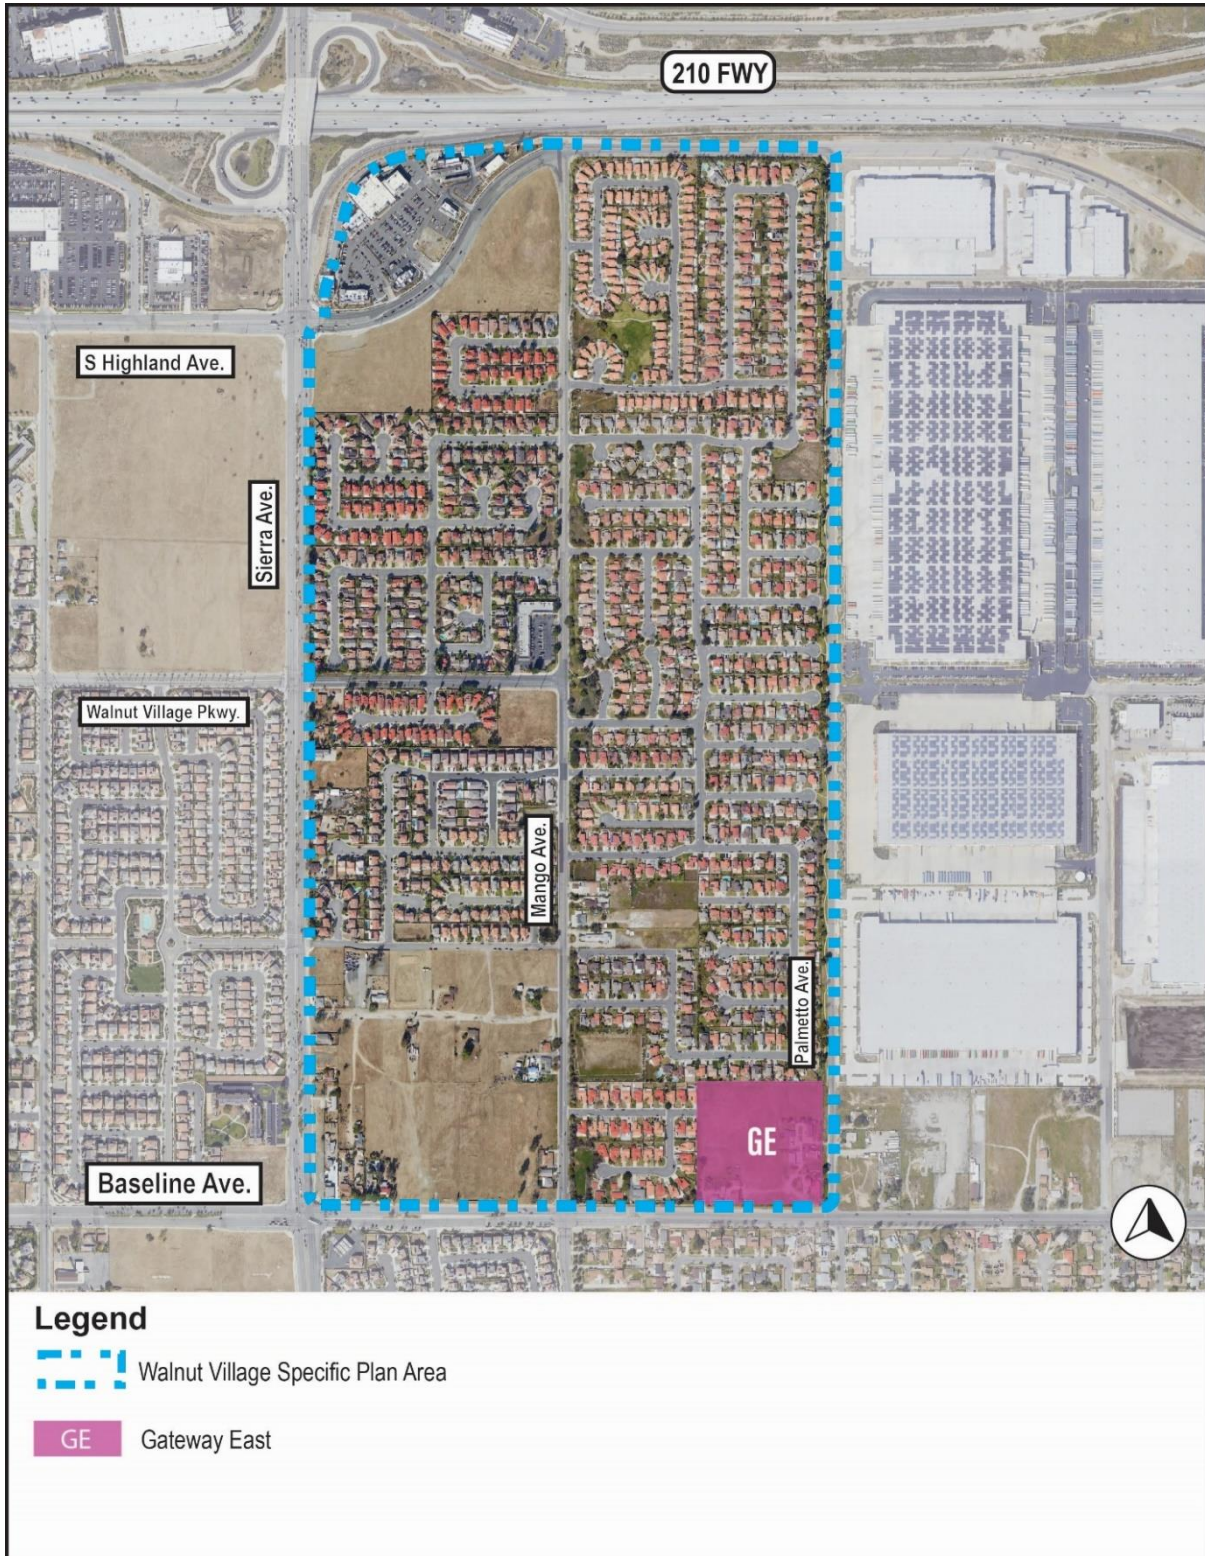 210 FWY
S Highland Ave.
Sierra Ave.
Walnut Village Pkwy.
Mango Ave.
Palmetto Ave.
GE
Baseline Ave.
Legend
Walnut Village Specific Plan Area
GE Gateway East